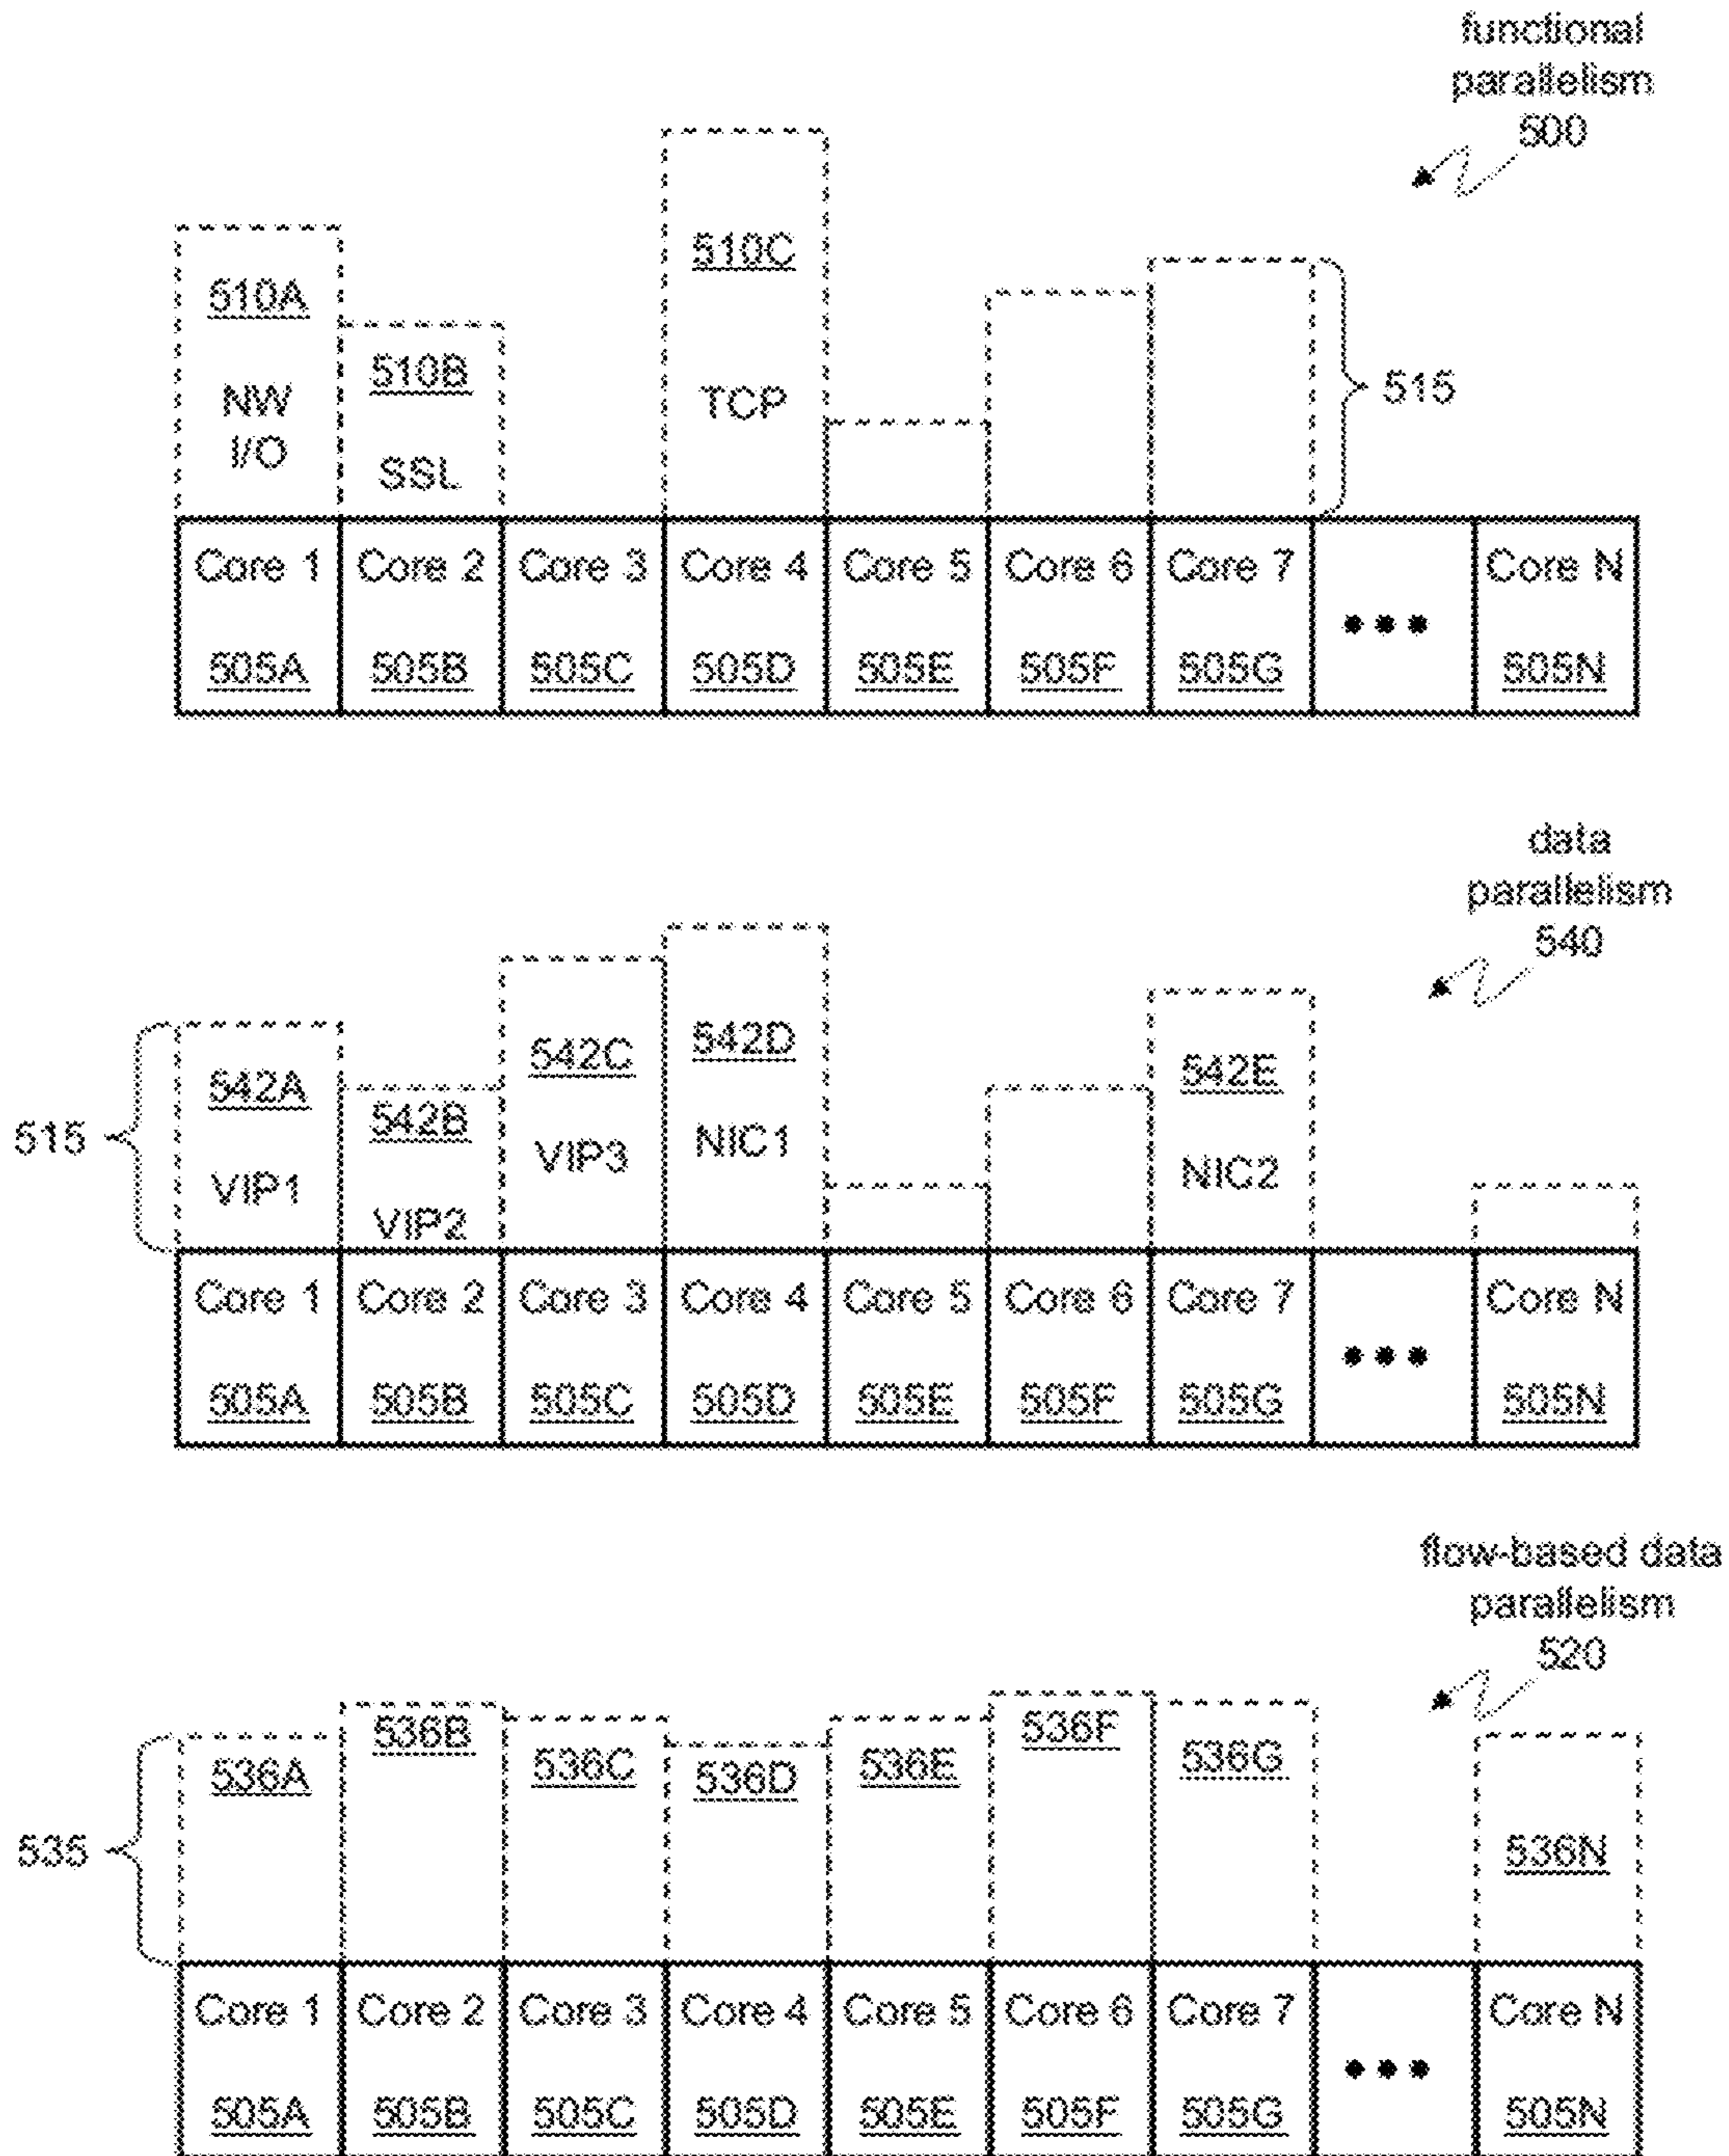 functional
parallelism
500
510C
510A
510B
NW
I/O
TCP
515
SSL
Core 1 Core 2 Core 3 Core 4 Core 5 Core 6 Core 7 Core N
505A 505B 505C 505D 505E 505F 505G 505N
data
parallelism
540
542A 542B 542C 542D 542E
515
VIP1 VIP2 VIP3 NIC1 NIC2
Core 1 Core 2 Core 3 Core 4 Core 5 Core 6 Core 7 ••• Core N
505A 505B 505C 505D 505E 505F 505G 505N
flow-based data
parallelism
520
536A 536B 536C 536D 536E 536F 536G
535
536N
Core 1 Core 2 Core 3 Core 4 Core 5 Core 6 Core 7 ••• Core N
505A 505B 505C 505D 505E 505F 505G 505N